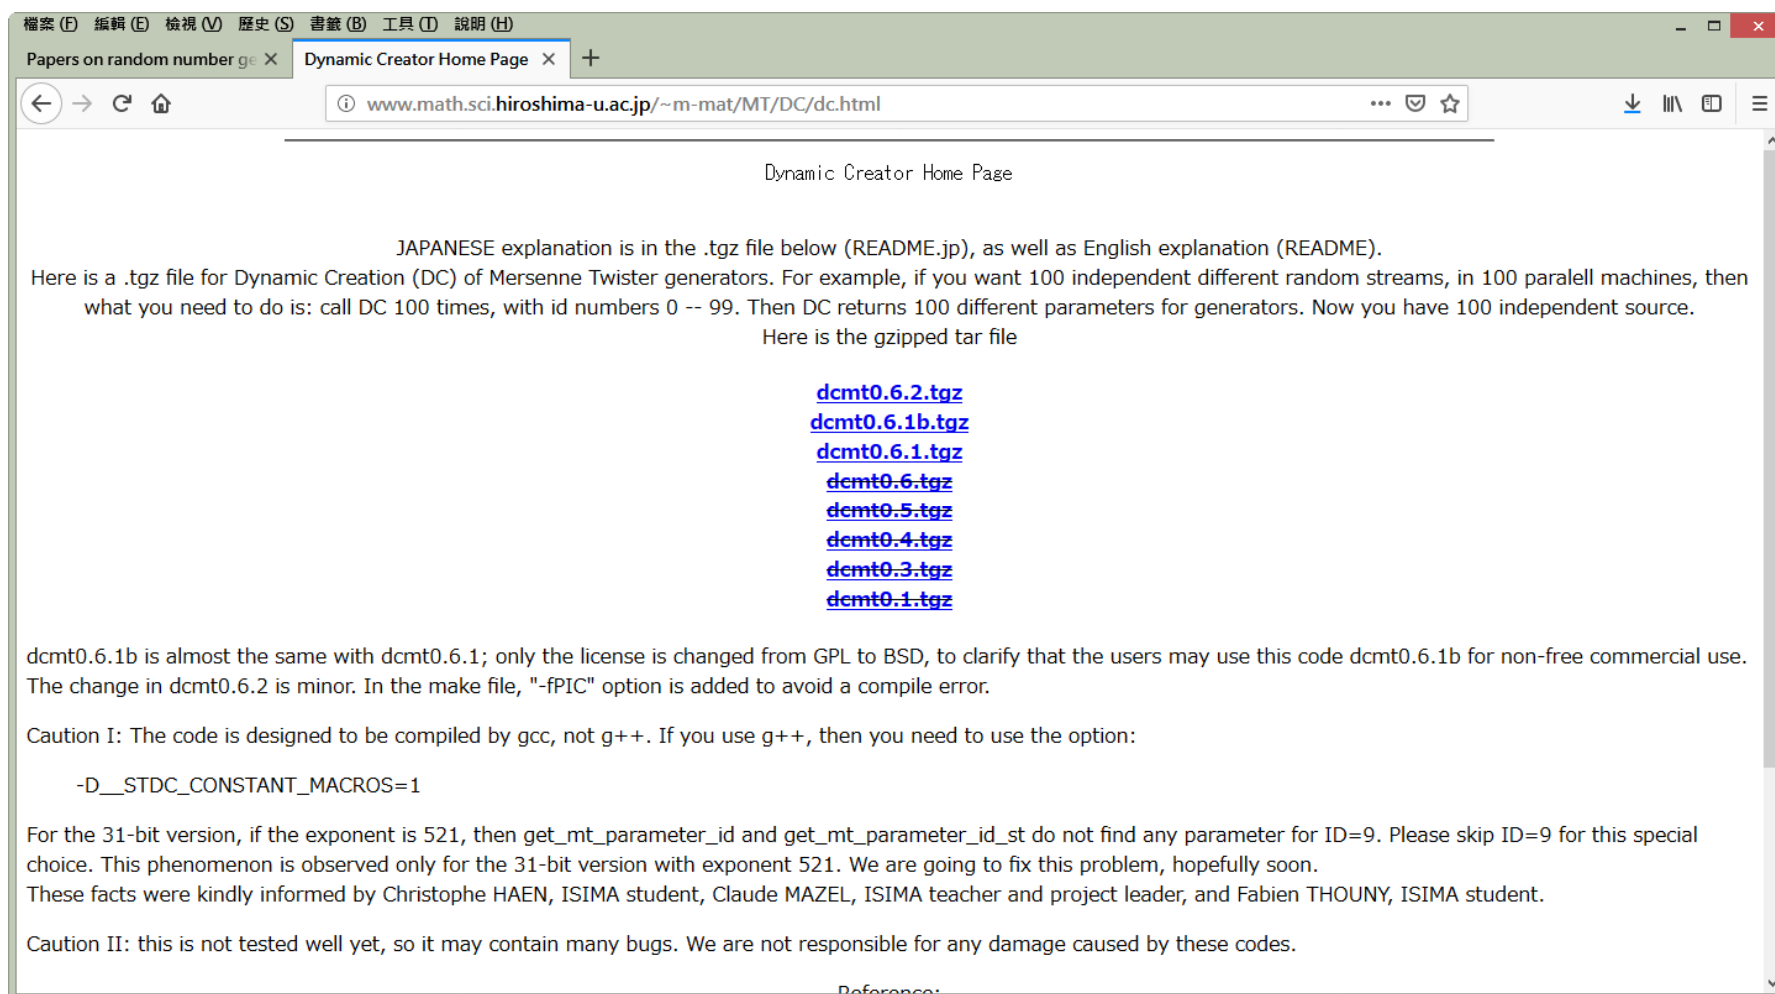 檔案 (F) 編輯 (E) 檢視 (V) 歷史 (S) 書籤 (B) 工具 (T) 說明 (H)
Papers on random number ge
Dynamic Creator Home Page
www.math.sci.hiroshima-u.ac.jp/~m-mat/MT/DC/dc.html
Dynamic Creator Home Page
JAPANESE explanation is in the .tgz file below (README.jp), as well as English explanation (README).
Here is a .tgz file for Dynamic Creation (DC) of Mersenne Twister generators. For example, if you want 100 independent different random streams, in 100 paralell machines, then
what you need to do is: call DC 100 times, with id numbers 0 -- 99. Then DC returns 100 different parameters for generators. Now you have 100 independent source.
Here is the gzipped tar file
dcmt0.6.2.tgz
dcmt0.6.1b.tgz
dcmt0.6.1.tgz
dcmt0.6.tgz
dcmt0.5.tgz
dcmt0.4.tgz
dcmt0.3.tgz
dcmt0.1.tgz
dcmt0.6.1b is almost the same with dcmt0.6.1; only the license is changed from GPL to BSD, to clarify that the users may use this code dcmt0.6.1b for non-free commercial use.
The change in dcmt0.6.2 is minor. In the make file, "-fPIC" option is added to avoid a compile error.
Caution I: The code is designed to be compiled by gcc, not g++. If you use g++, then you need to use the option:
-D__STDC_CONSTANT_MACROS=1
For the 31-bit version, if the exponent is 521, then get_mt_parameter_id and get_mt_parameter_id_st do not find any parameter for ID=9. Please skip ID=9 for this special
choice. This phenomenon is observed only for the 31-bit version with exponent 521. We are going to fix this problem, hopefully soon.
These facts were kindly informed by Christophe HAEN, ISIMA student, Claude MAZEL, ISIMA teacher and project leader, and Fabien THOUNY, ISIMA student.
Caution II: this is not tested well yet, so it may contain many bugs. We are not responsible for any damage caused by these codes.
Reference: